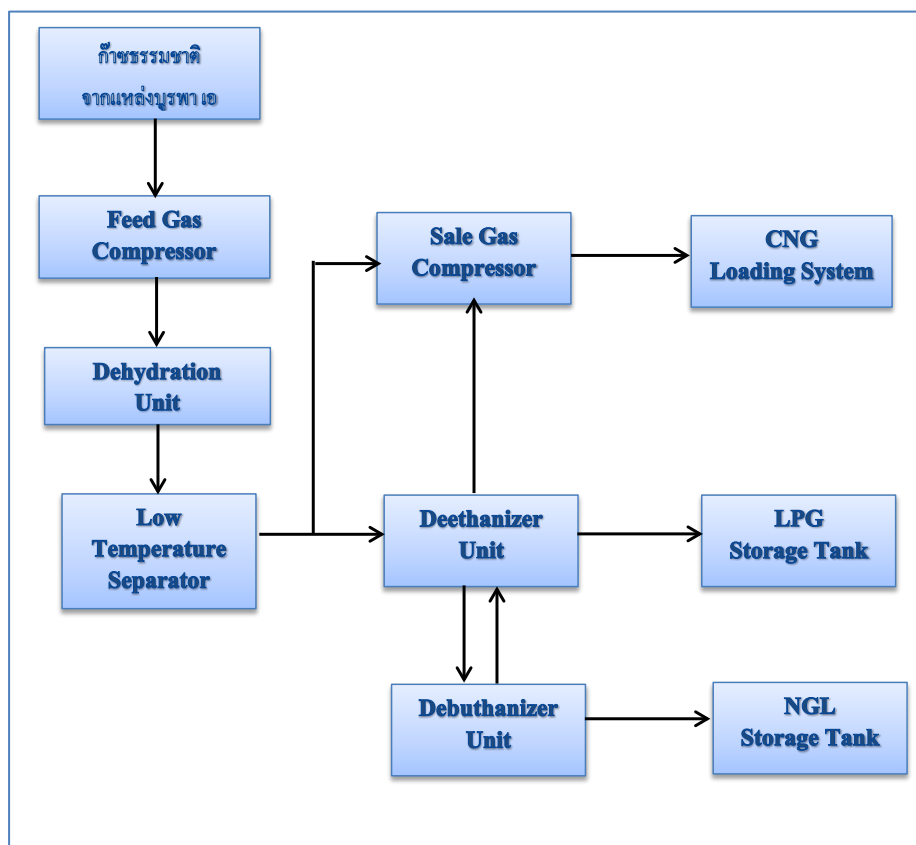 ก๊าซธรรมชาติ
จากแหล่งบูรพา เอ
Feed Gas
Compressor
Sale Gas
Compressor
CNG
Loading System
Dehydration
Unit
Low
Temperature
Separator
Deethanizer
Unit
LPG
Storage Tank
Debuthanizer
Unit
NGL
Storage Tank